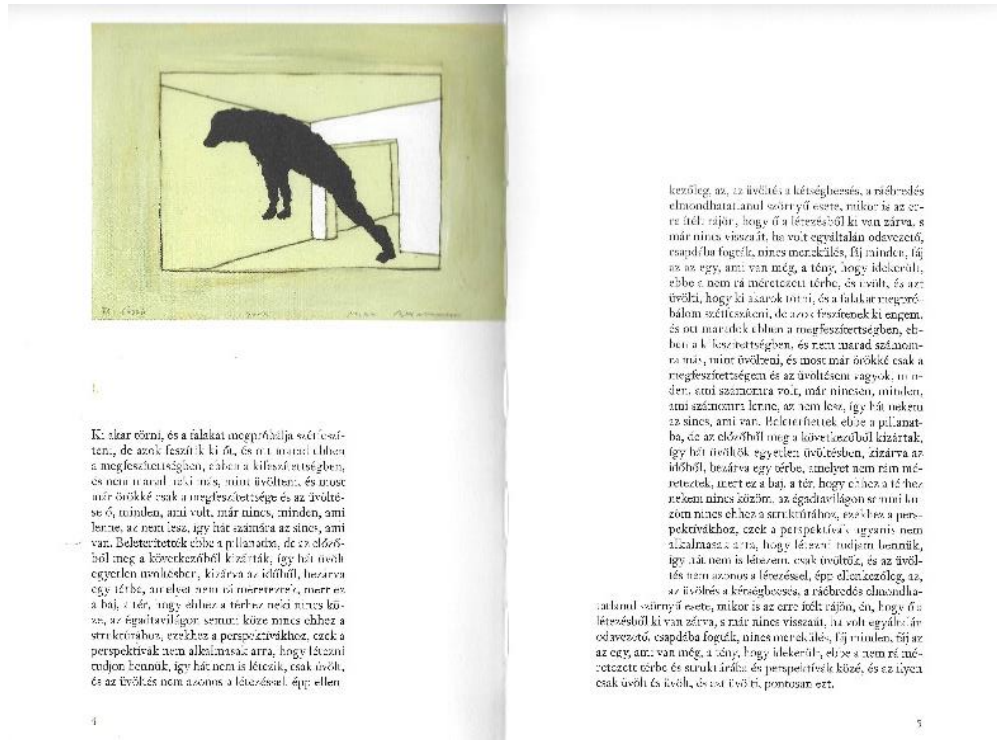 I.
Ki akar törni, és a falakat megpróbálja szétfeszí-
teni, de azok feszítik ki őt, és ott marad ebben
a megfeszítettségben, ebben a kifeszítettségben,
és nem marad neki más, mint üvölteni, és most
már örökké csak a megfeszítettsége és az üvölté-
se ő, minden, ami volt, már nincs, minden, ami
lenne, az nem lesz, így hát számára az sincs, ami
van. Beleterítették ebbe a pillanatba, de az előző-
ből meg a következőből kizárták, így hát üvölt
egyetlen üvöltésben, kizárva az időből, bezárva
egy térbe, amelyet nem rá méreteztek, mert ez
a baj, a tér, hogy ehhez a térhez neki nincs kö-
ze, az égadtavilágon semmi köze nincs ehhez a
struktúrához, ezekhez a perspektívákhoz, ezek a
perspektívák nem alkalmasak arra, hogy létezni
tudjon bennük, így hát nem is létezik, csak üvölt,
és az üvöltés nem azonos a létezéssel, épp ellen
4
kezőleg, az, az üvöltés a kétségbeesés, a ráébredés
elmondhatatlanul szörnyű esete, mikor is az er-
re ítélt rájön, hogy ő a létezésből ki van zárva, s
már nincs visszaút, ha volt egyáltalán odavezető,
csapdába fogták, nincs menekülés, fáj minden, fáj
az az egy, ami van még, a tény, hogy idekerült,
ebbe a nem rá méretezett térbe, és üvölt, és azt
üvölti, hogy ki akarok törni, és a falakat megpró-
bálom szétfeszíteni, de azok feszítenek ki engem,
és ott maradok ebben a megfeszítettségben, eb-
ben a kifeszítettségben, és nem marad számom-
ra más, mint üvölteni, és most már örökké csak a
megfeszítettségem és az üvöltésem vagyok, min-
den, ami számomra volt, már nincsen, minden,
ami számomra lenne, az nem lesz, így hát nekem
az sincs, ami van. Beleterítettek ebbe a pillanat-
ba, de az előzőből meg a következőből kizártak,
így hát üvöltök egyetlen üvöltésben, kizárva az
időből, bezárva egy térbe, amelyet nem rám mé-
reteztek, mert ez a baj, a tér, hogy ehhez a térhez
nekem nincs közöm, az égadtavilágon semmi kö-
zöm nincs ehhez a struktúrához, ezekhez a pers-
pektívákhoz, ezek a perspektívák ugyanis nem
alkalmasak arra, hogy létezni tudjam bennük,
így hát nem is létezem, csak üvöltök, és az üvöl-
tés nem azonos a létezéssel, épp ellenkezőleg, az,
az üvöltés a kétségbeesés, a ráébredés elmondha-
tatlanul szörnyű esete, mikor is az erre ítélt rájön, én, hogy ő a
létezésből ki van zárva, s már nincs visszaút, ha volt egyáltalán
odavezető, csapdába fogták, nincs menekülés, fáj minden, fáj az
az egy, ami van még, a tény, hogy idekerült, ebbe a nem rá mé-
retezett térbe és struktúrába és perspektívák közé, és az ilyen
csak üvölt és üvölt, és azt üvölti, pontosan ezt.
5